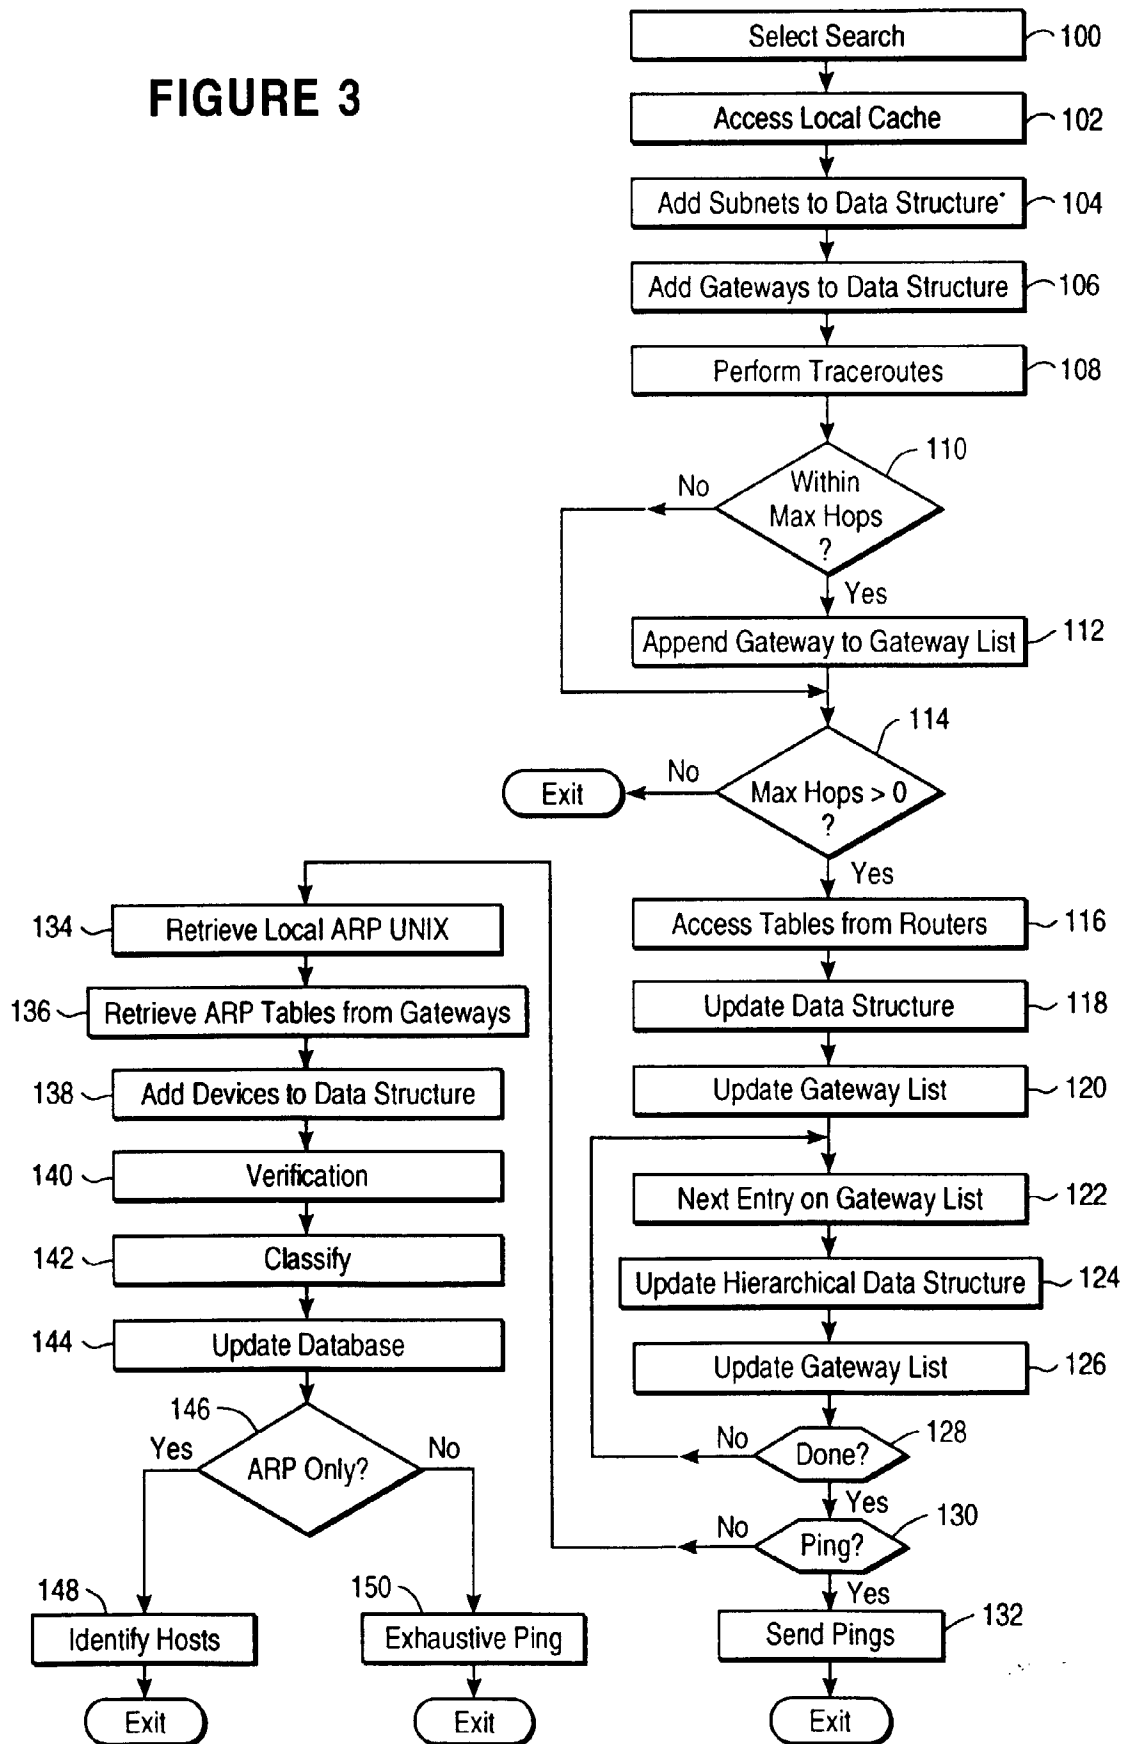 FIGURE 3
Select Search
100
Access Local Cache
102
Add Subnets to Data Structure*
104
Add Gateways to Data Structure
106
Perform Traceroutes
108
110
Within
Max Hops
?
No
Yes
Append Gateway to Gateway List
112
114
Max Hops > 0
?
No
Exit
Yes
Access Tables from Routers
116
Update Data Structure
118
Update Gateway List
120
Next Entry on Gateway List
122
Update Hierarchical Data Structure
124
Update Gateway List
126
128
Done?
No
Yes
130
Ping?
No
Yes
Send Pings
132
Exit
134
Retrieve Local ARP UNIX
136
Retrieve ARP Tables from Gateways
138
Add Devices to Data Structure
140
Verification
142
Classify
144
Update Database
146
ARP Only?
Yes
No
148
Identify Hosts
Exit
150
Exhaustive Ping
Exit